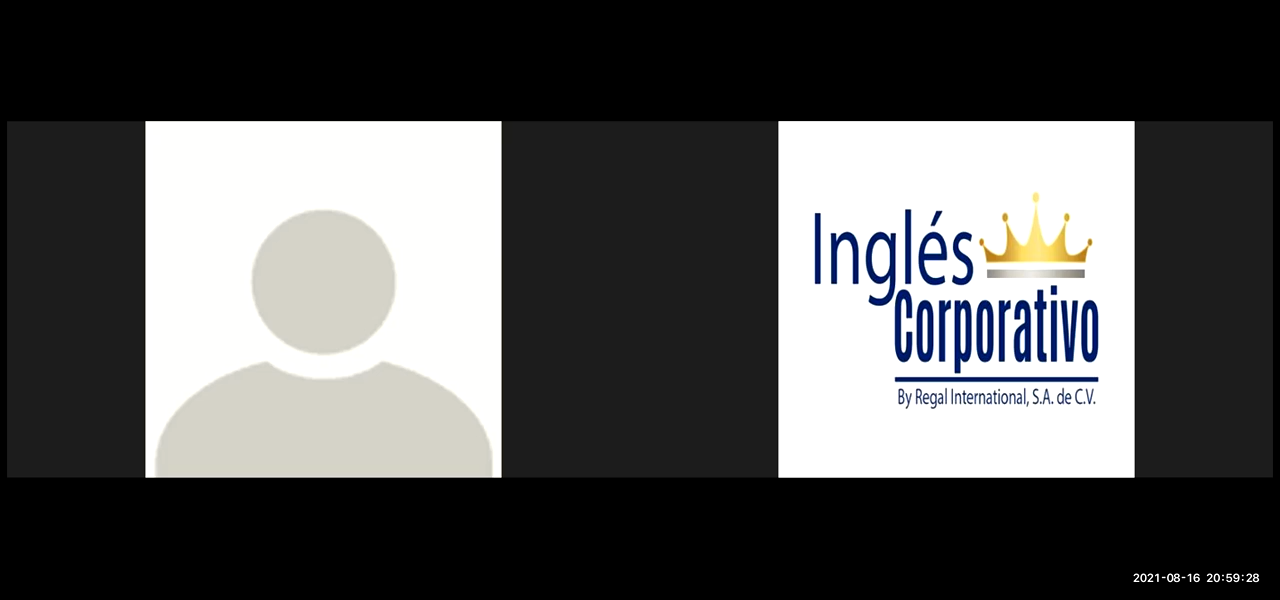 Inglés
Corporativo
By Regal International, S.A. de C.V.
2021-08-16 20:59:28